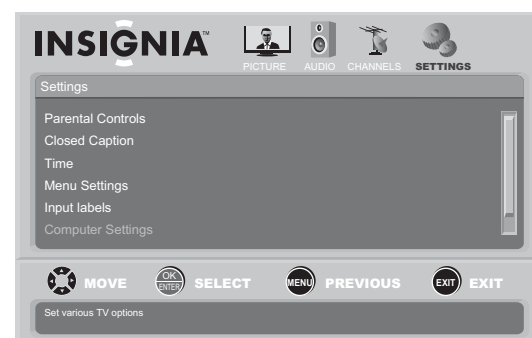 INSIGNIA™
PICTURE AUDIO CHANNELS SETTINGS
Settings
Parental Controls
Closed Caption
Time
Menu Settings
Input labels
Computer Settings
MOVE OK ENTER SELECT MENU PREVIOUS EXIT EXIT
Set various TV options